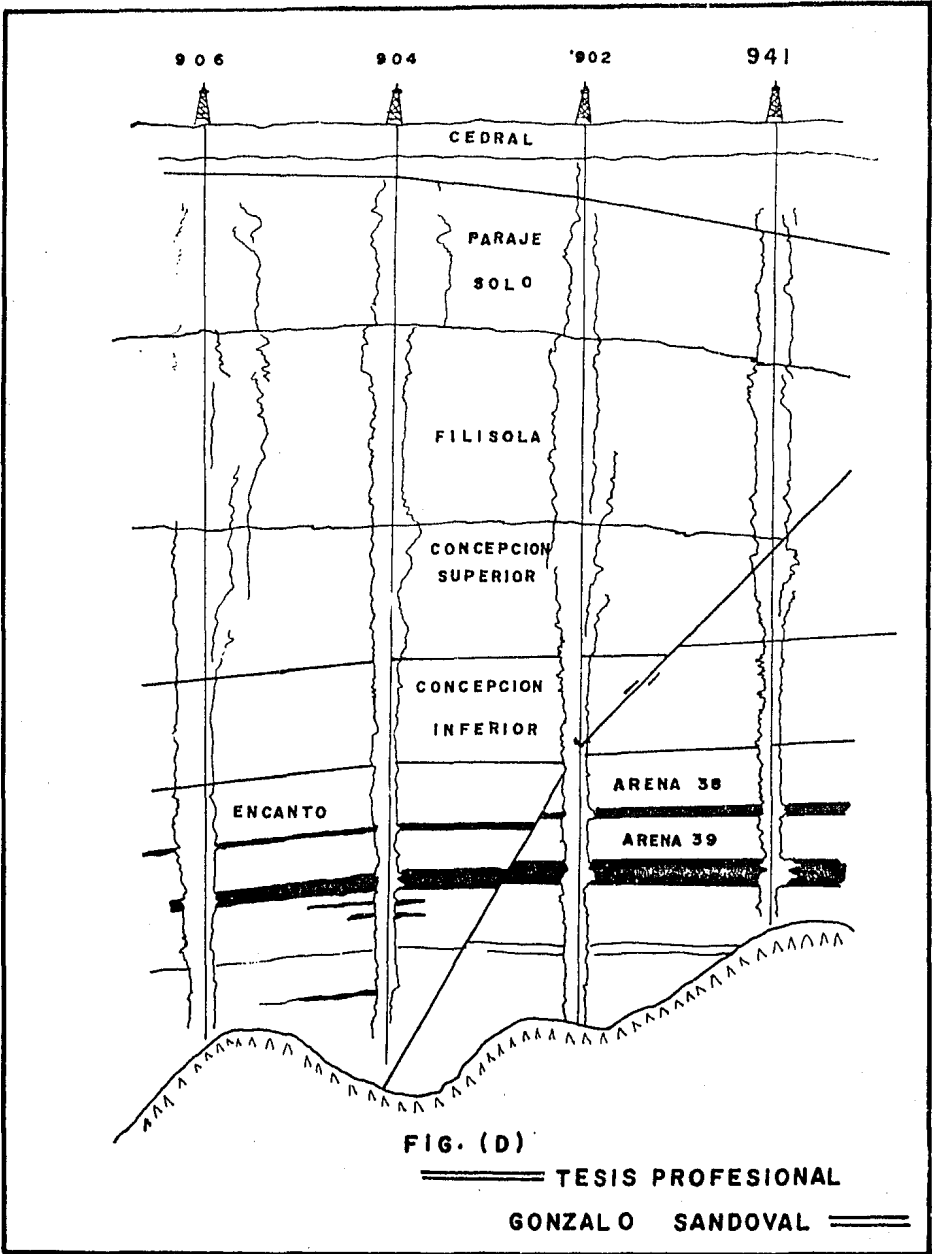 906 904 '902 941
CEDRAL
PARAJE
SOLO
FILISOLA
CONCEPCION
SUPERIOR
CONCEPCION
INFERIOR
ARENA 38
ENCANTO
ARENA 39
FIG. (D)
TESIS PROFESIONAL
GONZALO SANDOVAL